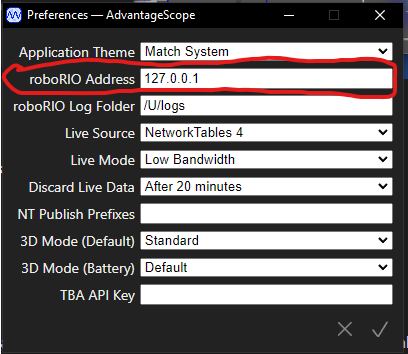 Preferences — AdvantageScope
Application Theme Match System
roboRIO Address 127.0.0.1
roboRIO Log Folder /U/logs
Live Source NetworkTables 4
Live Mode Low Bandwidth
Discard Live Data After 20 minutes
NT Publish Prefixes
3D Mode (Default) Standard
3D Mode (Battery) Default
TBA API Key